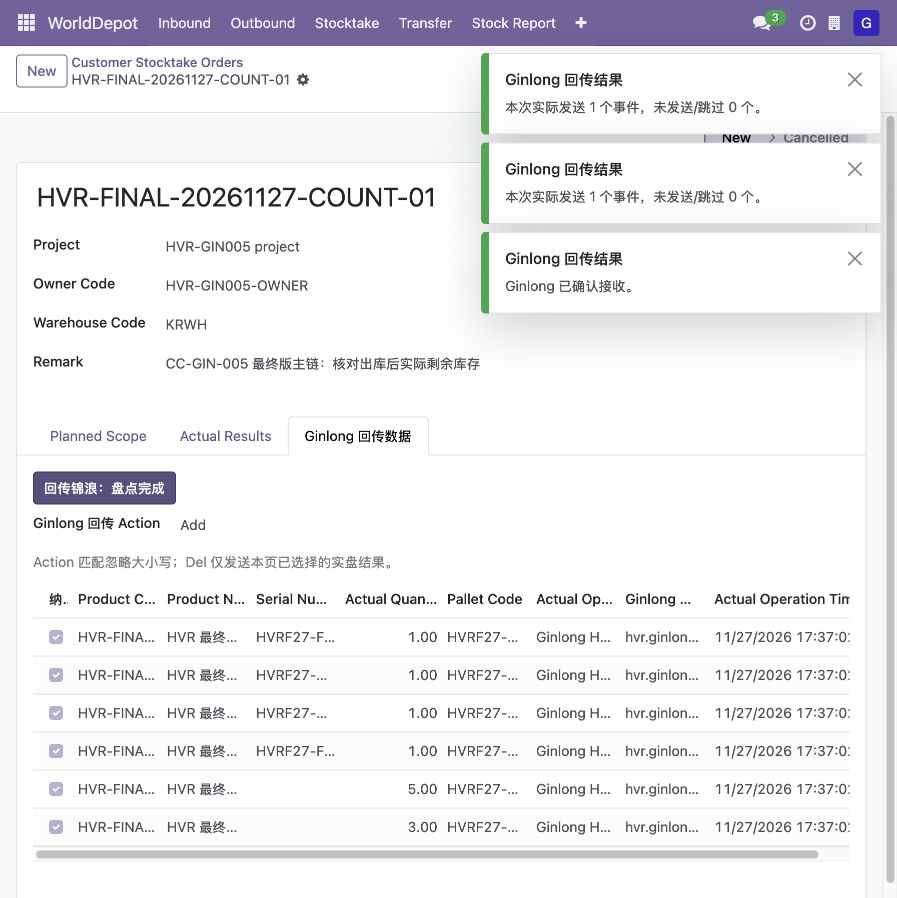 WorldDepot Inbound Outbound Stocktake Transfer Stock Report + 3 G
New
Customer Stocktake Orders
HVR-FINAL-20261127-COUNT-01
Ginlong 回传结果
本次实际发送 1 个事件，未发送/跳过 0 个。
New Cancelled
Ginlong 回传结果
本次实际发送 1 个事件，未发送/跳过 0 个。
Ginlong 回传结果
Ginlong 已确认接收。
HVR-FINAL-20261127-COUNT-01
Project HVR-GIN005 project
Owner Code HVR-GIN005-OWNER
Warehouse Code KRWH
Remark CC-GIN-005 最终版主链：核对出库后实际剩余库存
Planned Scope Actual Results Ginlong 回传数据
回传锦浪：盘点完成
Ginlong 回传 Action Add
Action 匹配忽略大小写；Del 仅发送本页已选择的实盘结果。
纳.. Product C... Product N... Serial Nu... Actual Quan... Pallet Code Actual Op... Ginlong ... Actual Operation Tim
HVR-FINA... HVR 最终... HVRF27-F... 1.00 HVRF27-... Ginlong H... hvr.ginlon... 11/27/2026 17:37:0
HVR-FINA... HVR 最终... HVRF27-... 1.00 HVRF27-... Ginlong H... hvr.ginlon... 11/27/2026 17:37:0
HVR-FINA... HVR 最终... HVRF27-... 1.00 HVRF27-... Ginlong H... hvr.ginlon... 11/27/2026 17:37:0
HVR-FINA... HVR 最终... HVRF27-F... 1.00 HVRF27-... Ginlong H... hvr.ginlon... 11/27/2026 17:37:0
HVR-FINA... HVR 最终... 5.00 HVRF27-... Ginlong H... hvr.ginlon... 11/27/2026 17:37:0
HVR-FINA... HVR 最终... 3.00 HVRF27-... Ginlong H... hvr.ginlon... 11/27/2026 17:37:0